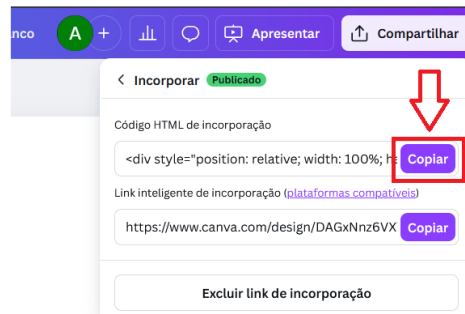 nco A + Apresentar Compartilhar
Incorporar Publicado
Código HTML de incorporação
<div style="position: relative; width: 100%; he Copiar
Link inteligente de incorporação (plataformas compatíveis)
https://www.canva.com/design/DAGxNnz6VX Copiar
Excluir link de incorporação